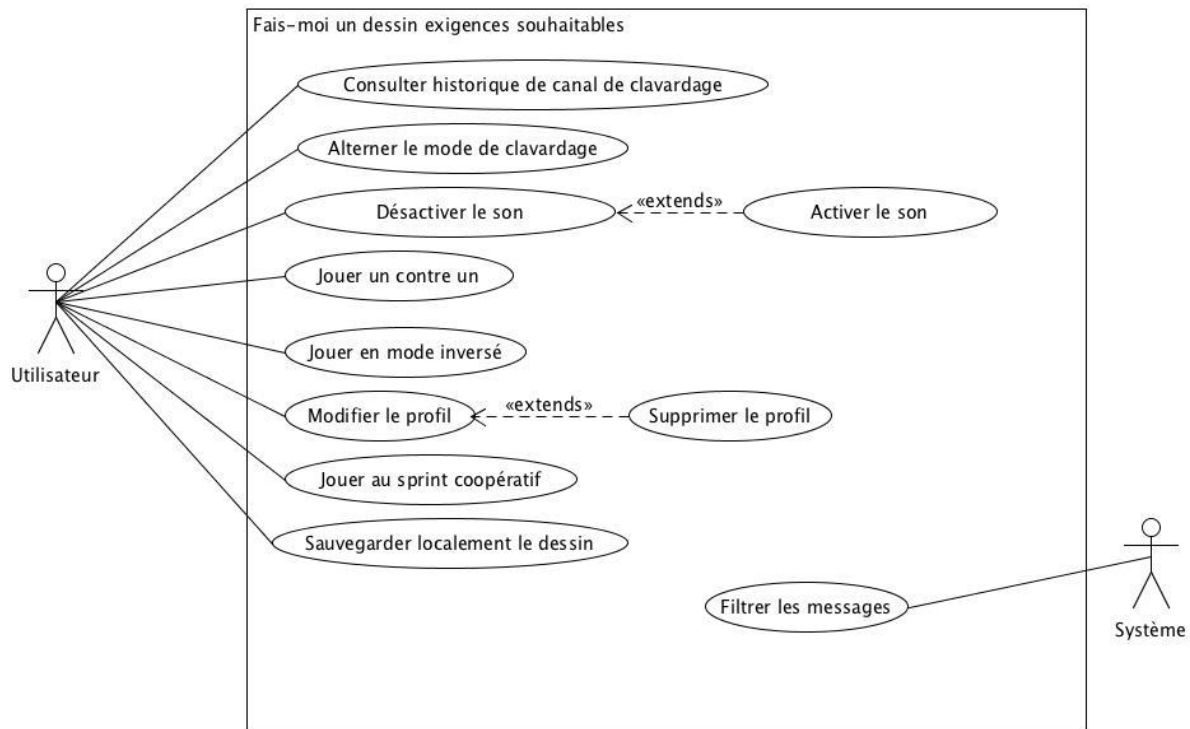 Fais-moi un dessin exigences souhaitables
Consulter historique de canal de clavardage
Alterner le mode de clavardage
Désactiver le son
«extends»
Activer le son
Jouer un contre un
Jouer en mode inversé
Utilisateur
Modifier le profil
«extends»
Supprimer le profil
Jouer au sprint coopératif
Sauvegarder localement le dessin
Filtrer les messages
Système